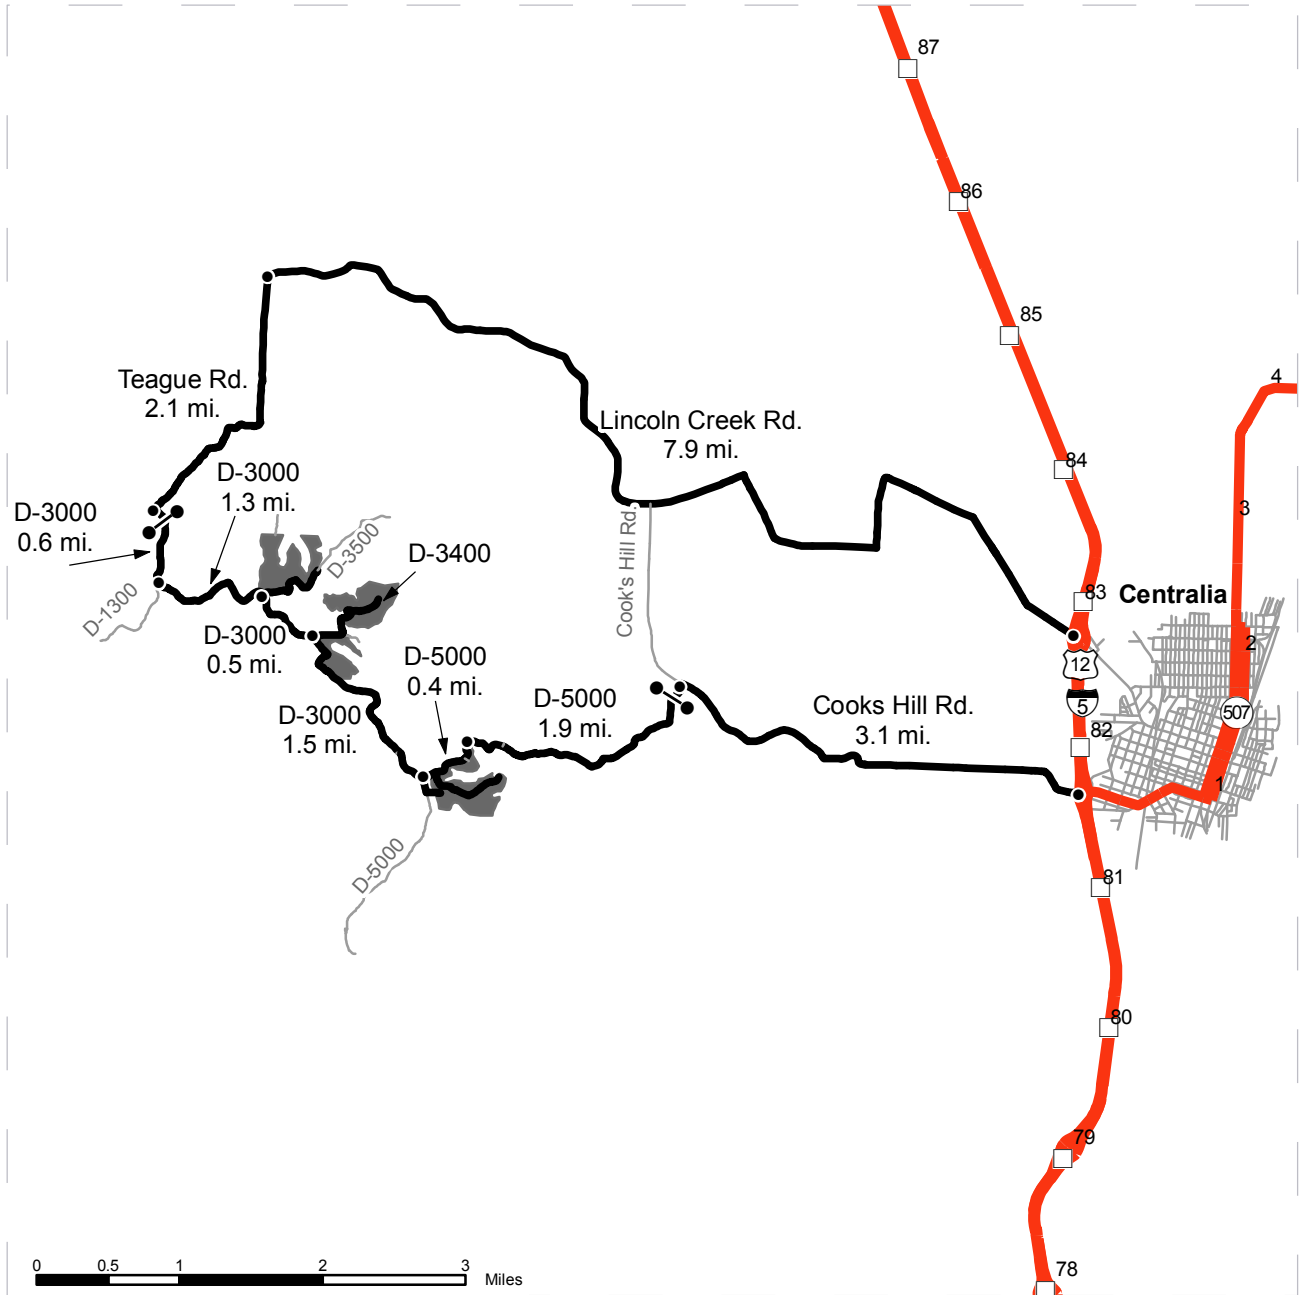 87
86
85
84
4
3
Teague Rd.
2.1 mi.
Lincoln Creek Rd.
7.9 mi.
D-3000
1.3 mi.
D-3000
0.6 mi.
D-3500
D-3400
Cook's Hill Rd.
D-1300
83
Centralia
2
12
5
507
82
1
D-3000
0.5 mi.
D-5000
0.4 mi.
D-5000
1.9 mi.
D-3000
1.5 mi.
Cooks Hill Rd.
3.1 mi.
D-5000
81
80
79
78
0 0.5 1 2 3
Miles